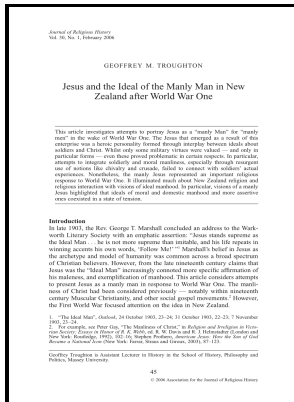 Journal of Religious History
Vol. 30, No. 1, February 2006
GEOFFREY M. TROUGHTON
Jesus and the Ideal of the Manly Man in New
Zealand after World War One
This article investigates attempts to portray Jesus as a “manly Man” for “manly
men” in the wake of World War One. The Jesus that emerged as a result of this
enterprise was a heroic personality formed through interplay between ideals about
soldiers and Christ. Whilst only some military virtues were valued — and only in
particular forms — even these proved problematic in certain respects. In particular,
attempts to integrate soldierly and moral manliness, especially through resurgent
use of notions like chivalry and crusade, failed to connect with soldiers’ actual
experiences. Nonetheless, the manly Jesus represented an important religious
response to World War One. It illuminated much about New Zealand religion and
religious interaction with visions of ideal manhood. In particular, visions of a manly
Jesus highlighted that ideals of moral and domestic manhood and more assertive
ones coexisted in a state of tension.
Introduction
In late 1903, the Rev. George T. Marshall concluded an address to the Wark-
worth Literary Society with an emphatic assertion: “Jesus stands supreme as
the Ideal Man . . . he is not more supreme than imitable, and his life repeats in
winning accents his own words, ‘Follow Me!’ ”¹ Marshall’s belief in Jesus as
the archetype and model of humanity was common across a broad spectrum
of Christian believers. However, from the late nineteenth century claims that
Jesus was the “Ideal Man” increasingly connoted more specific affirmation of
his maleness, and exemplification of manhood. This article considers attempts
to present Jesus as a manly man in response to World War One. The manli-
ness of Christ had been considered previously — notably within nineteenth
century Muscular Christianity, and other social gospel movements.² However,
the First World War focused attention on the idea in New Zealand.
1. “The Ideal Man”, Outlook, 24 October 1903, 23–24; 31 October 1903, 22–23; 7 November
1903, 23–24.
2. For example, see Peter Gay, “The Manliness of Christ,” in Religion and Irreligion in Victo-
rian Society: Essays in Honor of R. K. Webb, ed. R. W. Davis and R. J. Helmstadter (London and
New York: Routledge, 1992), 102–16; Stephen Prothero, American Jesus: How the Son of God
Became a National Icon (New York: Farrar, Straus and Giroux, 2003), 87–123.
Geoffrey Troughton is Assistant Lecturer in History in the School of History, Philosophy and
Politics, Massey University.
45
© 2006 Association for the Journal of Religious History